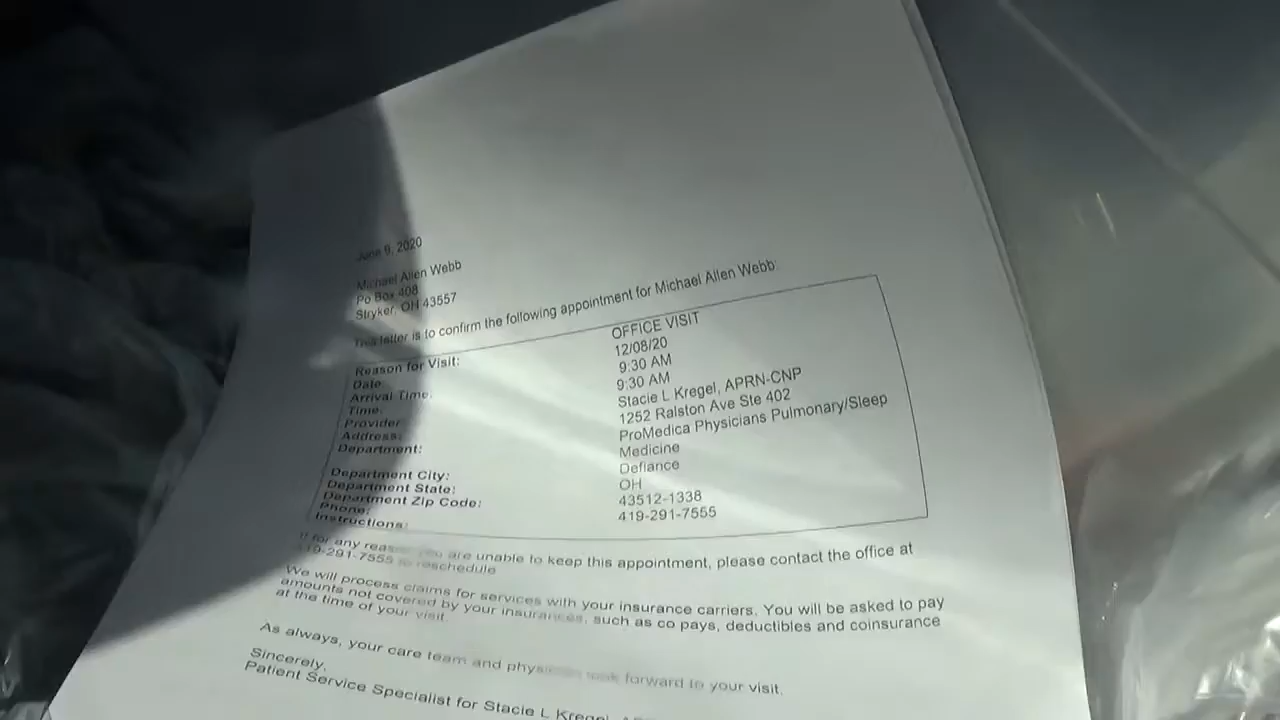 June 9, 2020
Michael Allen Webb
Po Box 408
Stryker, OH 43557
This letter is to confirm the following appointment for Michael Allen Webb:
Reason for Visit: OFFICE VISIT
Date 12/08/20
Arrival Time: 9:30 AM
Time: 9:30 AM
Provider Stacie L Kregel, APRN-CNP
Address: 1252 Ralston Ave Ste 402
Department: ProMedica Physicians Pulmonary/Sleep
Medicine
Department City: Defiance
Department State: OH
Department Zip Code: 43512-1338
Phone: 419-291-7555
Instructions:
If for any reason you are unable to keep this appointment, please contact the office at
419-291-7555 to reschedule
We will process claims for services with your insurance carriers. You will be asked to pay
amounts not covered by your insurances, such as co pays, deductibles and coinsurance
at the time of your visit.
As always, your care team and physicians look forward to your visit.
Sincerely,
Patient Service Specialist for Stacie L Kregel,